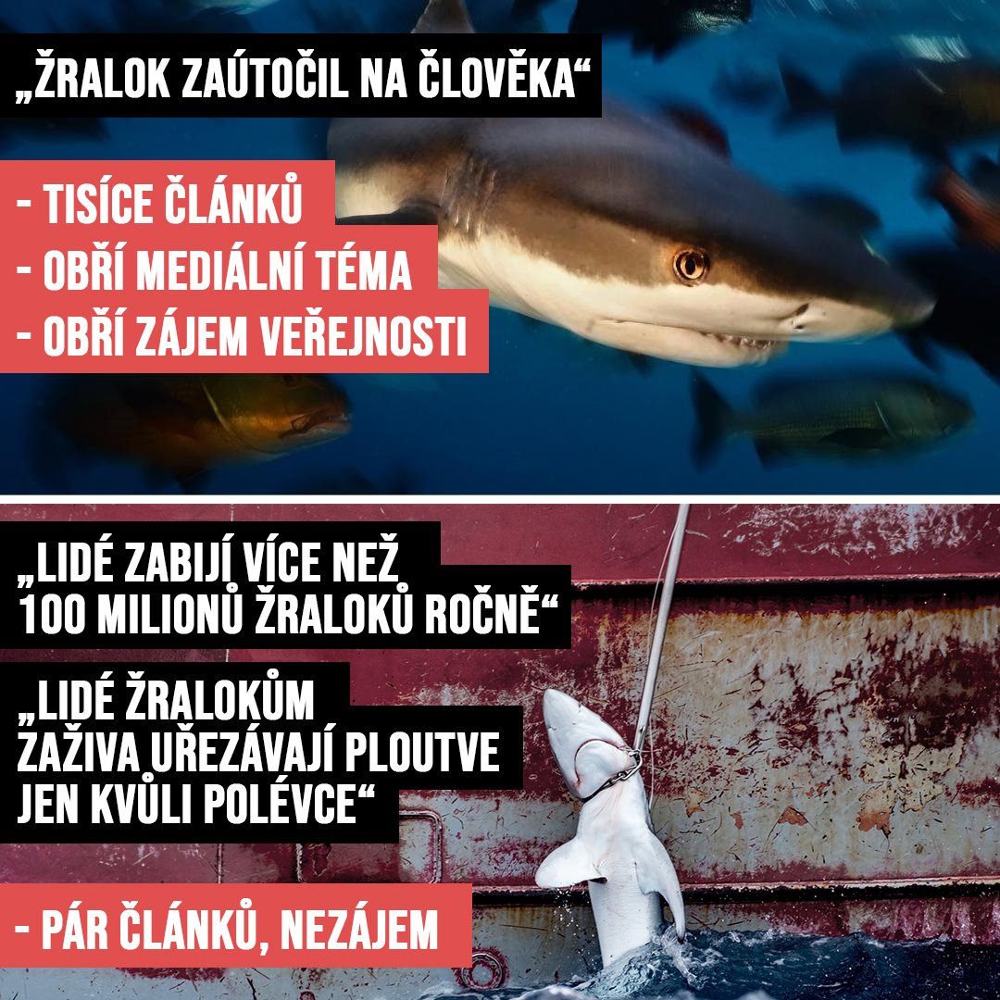 „ŽRALOK ZAÚTOČIL NA ČLOVĚKA“
- TISÍCE ČLÁNKŮ
- OBŘÍ MEDIÁLNÍ TÉMA
- OBŘÍ ZÁJEM VEŘEJNOSTI
„LIDÉ ZABIJÍ VÍCE NEŽ
100 MILIONŮ ŽRALOKŮ ROČNĚ“
„LIDÉ ŽRALOKŮM
ZAŽIVA UŘEZÁVAJÍ PLOUTVE
JEN KVŮLI POLÉVCE“
- PÁR ČLÁNKŮ, NEZÁJEM